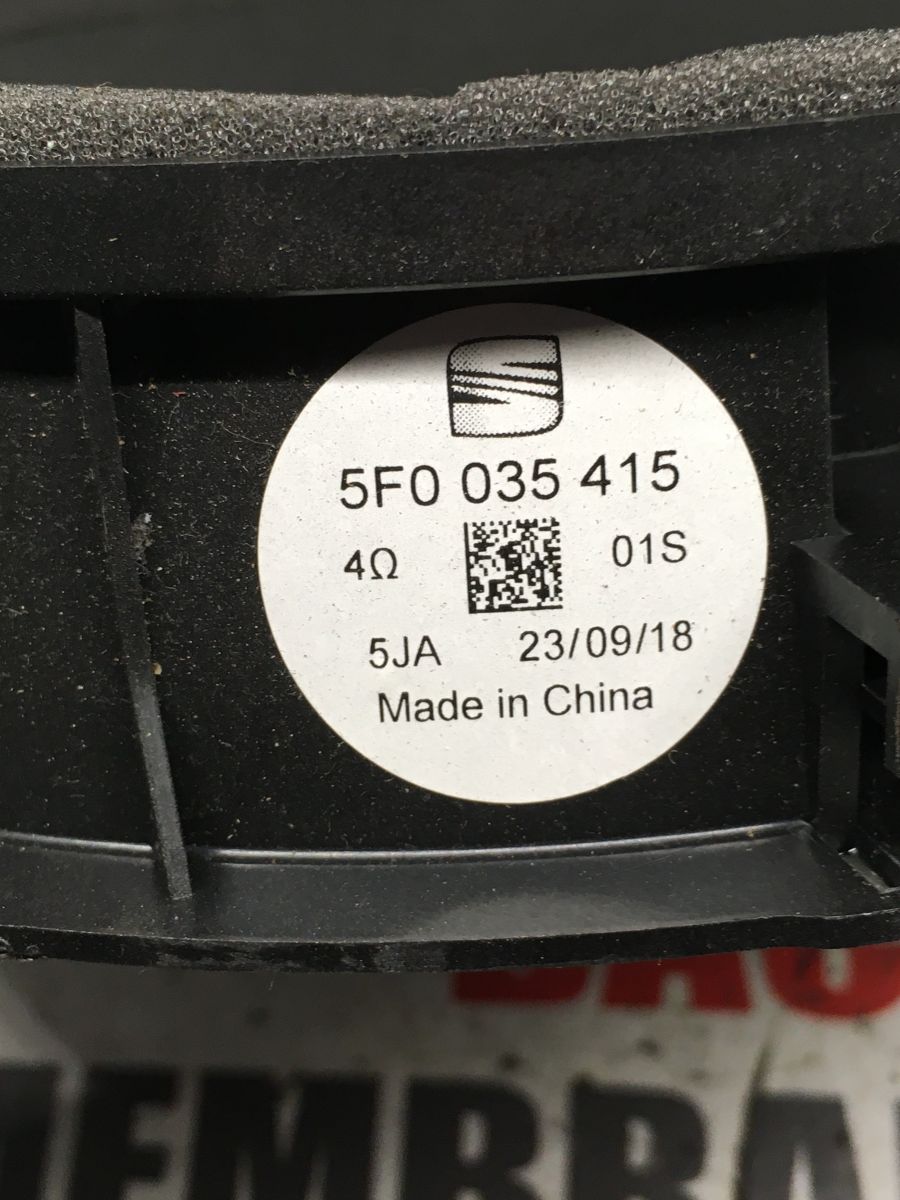 5F0 035 415
4Ω 01S
5JA 23/09/18
Made in China